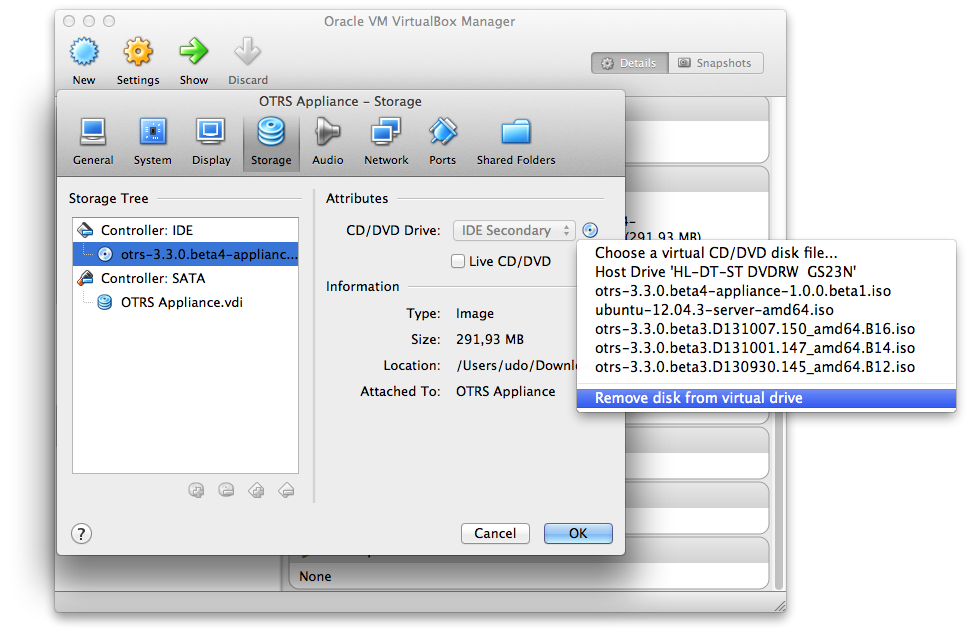 Oracle VM VirtualBox Manager
New Settings Show Discard
Details Snapshots
OTRS Appliance – Storage
General System Display Storage Audio Network Ports Shared Folders
Storage Tree
Controller: IDE
otrs-3.3.0.beta4-applianc...
Controller: SATA
OTRS Appliance.vdi
Attributes
CD/DVD Drive: IDE Secondary
Live CD/DVD
Information
Type: Image
Size: 291,93 MB
Location: /Users/udo/Downl
Attached To: OTRS Appliance
4-
(291,93 MB)
Choose a virtual CD/DVD disk file...
Host Drive 'HL-DT-ST DVDRW  GS23N'
otrs-3.3.0.beta4-appliance-1.0.0.beta1.iso
ubuntu-12.04.3-server-amd64.iso
otrs-3.3.0.beta3.D131007.150_amd64.B16.iso
otrs-3.3.0.beta3.D131001.147_amd64.B14.iso
otrs-3.3.0.beta3.D130930.145_amd64.B12.iso
Remove disk from virtual drive
? Cancel OK
None